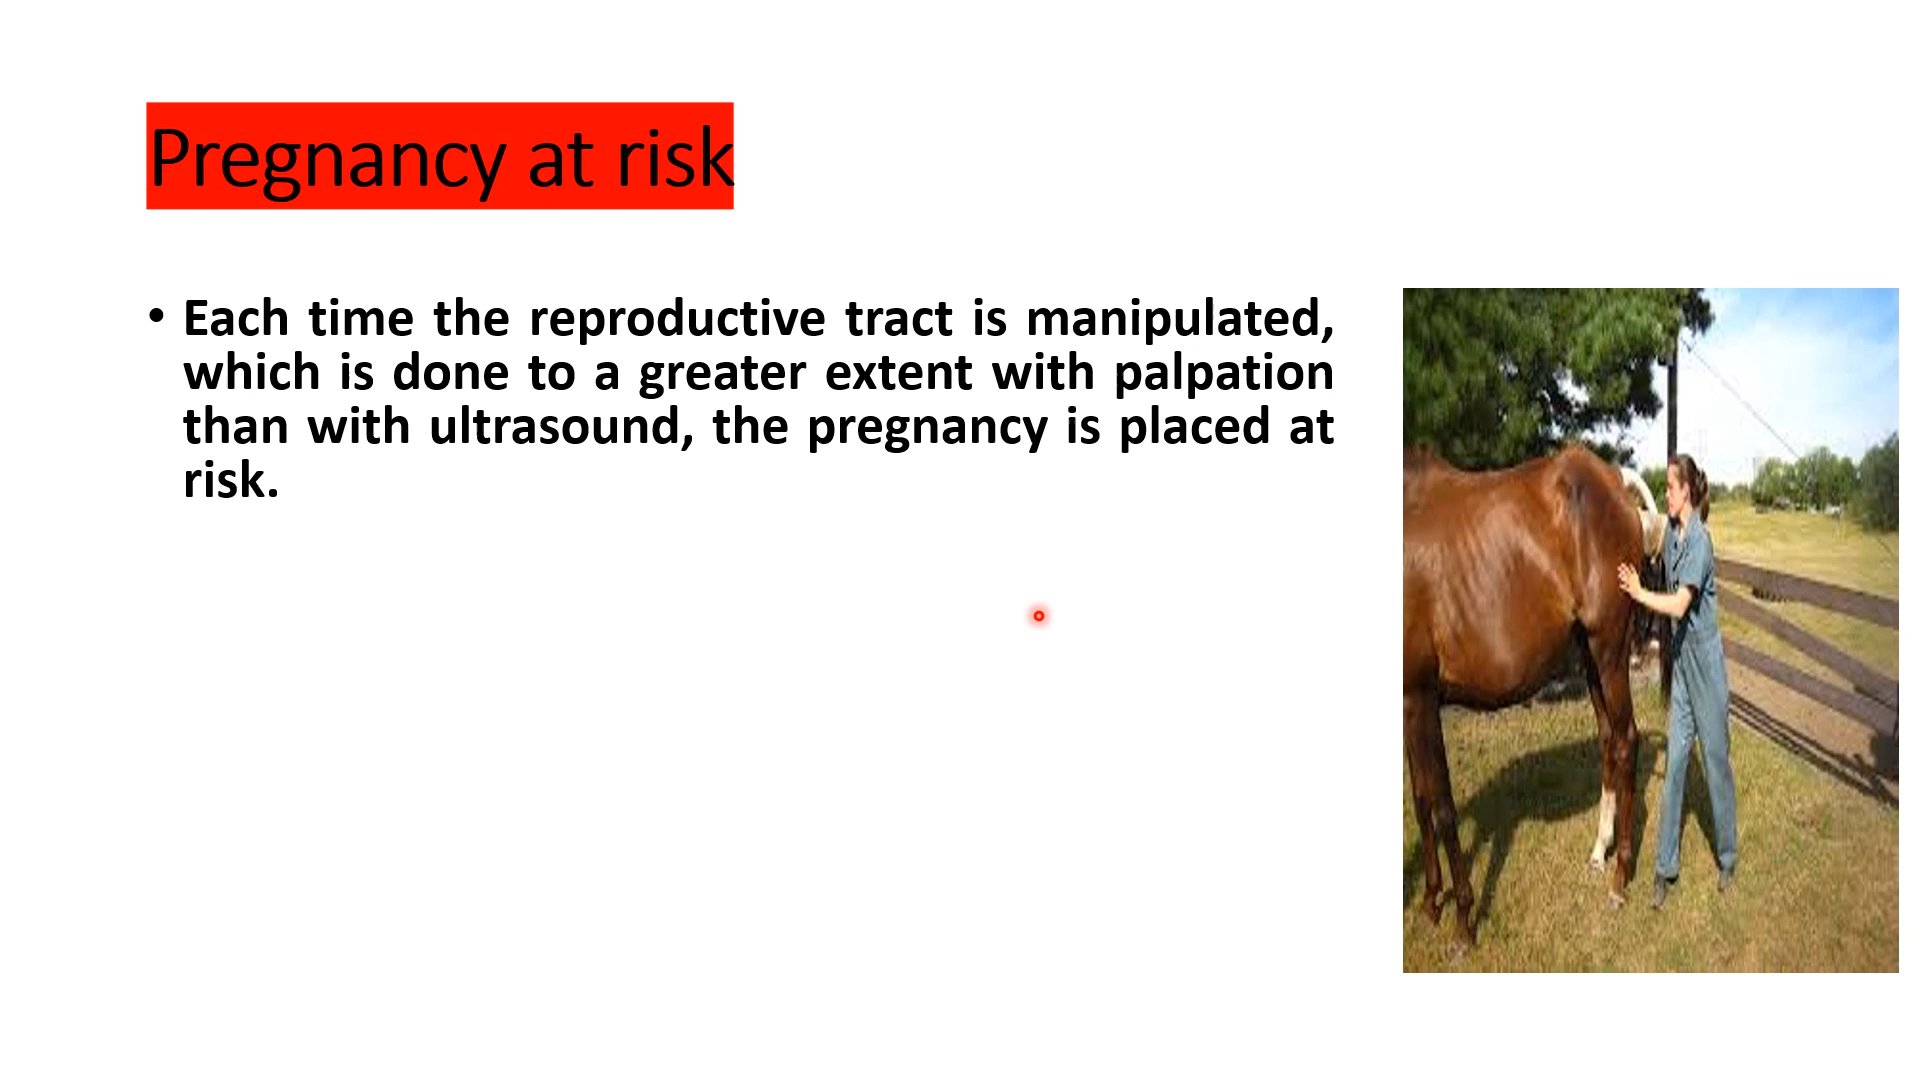 Pregnancy at risk
• Each time the reproductive tract is manipulated,
which is done to a greater extent with palpation
than with ultrasound, the pregnancy is placed at
risk.